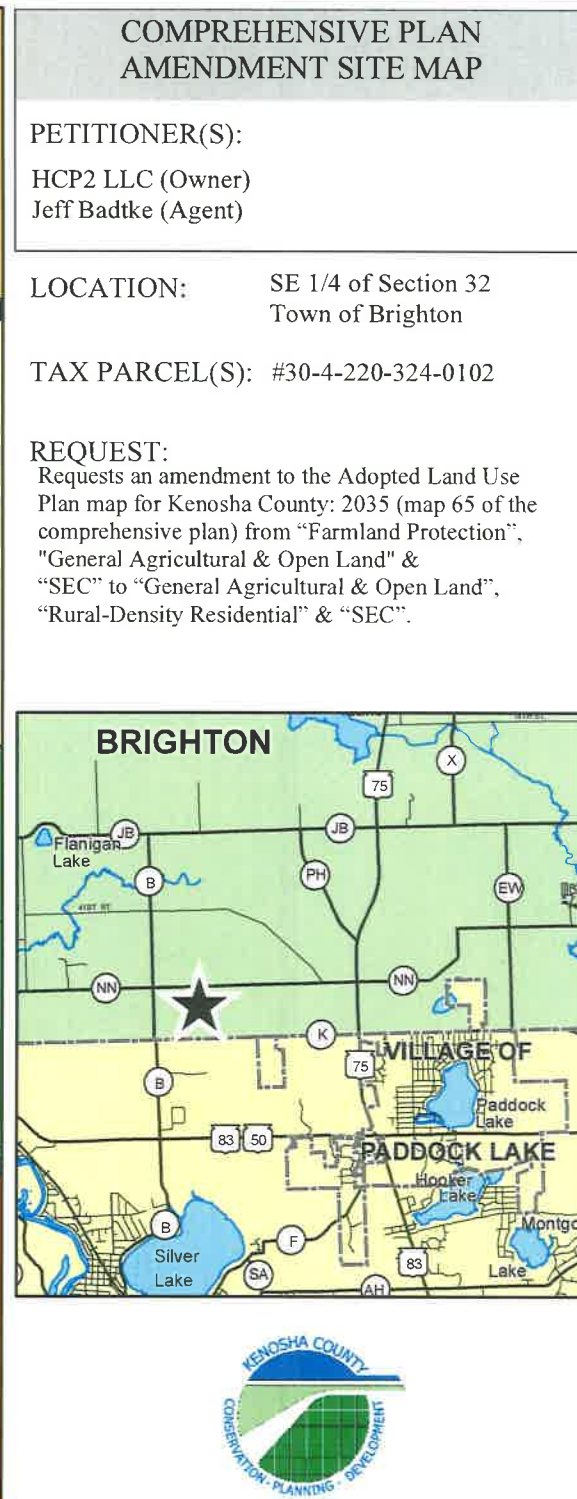 COMPREHENSIVE PLAN
AMENDMENT SITE MAP
PETITIONER(S):
HCP2 LLC (Owner)
Jeff Badtke (Agent)
LOCATION: SE 1/4 of Section 32
Town of Brighton
TAX PARCEL(S): #30-4-220-324-0102
REQUEST:
Requests an amendment to the Adopted Land Use
Plan map for Kenosha County: 2035 (map 65 of the
comprehensive plan) from “Farmland Protection”,
"General Agricultural & Open Land" &
“SEC” to “General Agricultural & Open Land”,
“Rural-Density Residential” & “SEC”.
BRIGHTON
X
75
JB
JB
Flanigan
Lake
B
PH
EW
41ST ST
NN
NN
K
75
VILLAGE OF
B
Paddock
Lake
83 50
PADDOCK LAKE
Hooker
Lake
B
F
Montgo
Silver
Lake
SA
83
Lake
AH
KENOSHA COUNTY
CONSERVATION - PLANNING - DEVELOPMENT